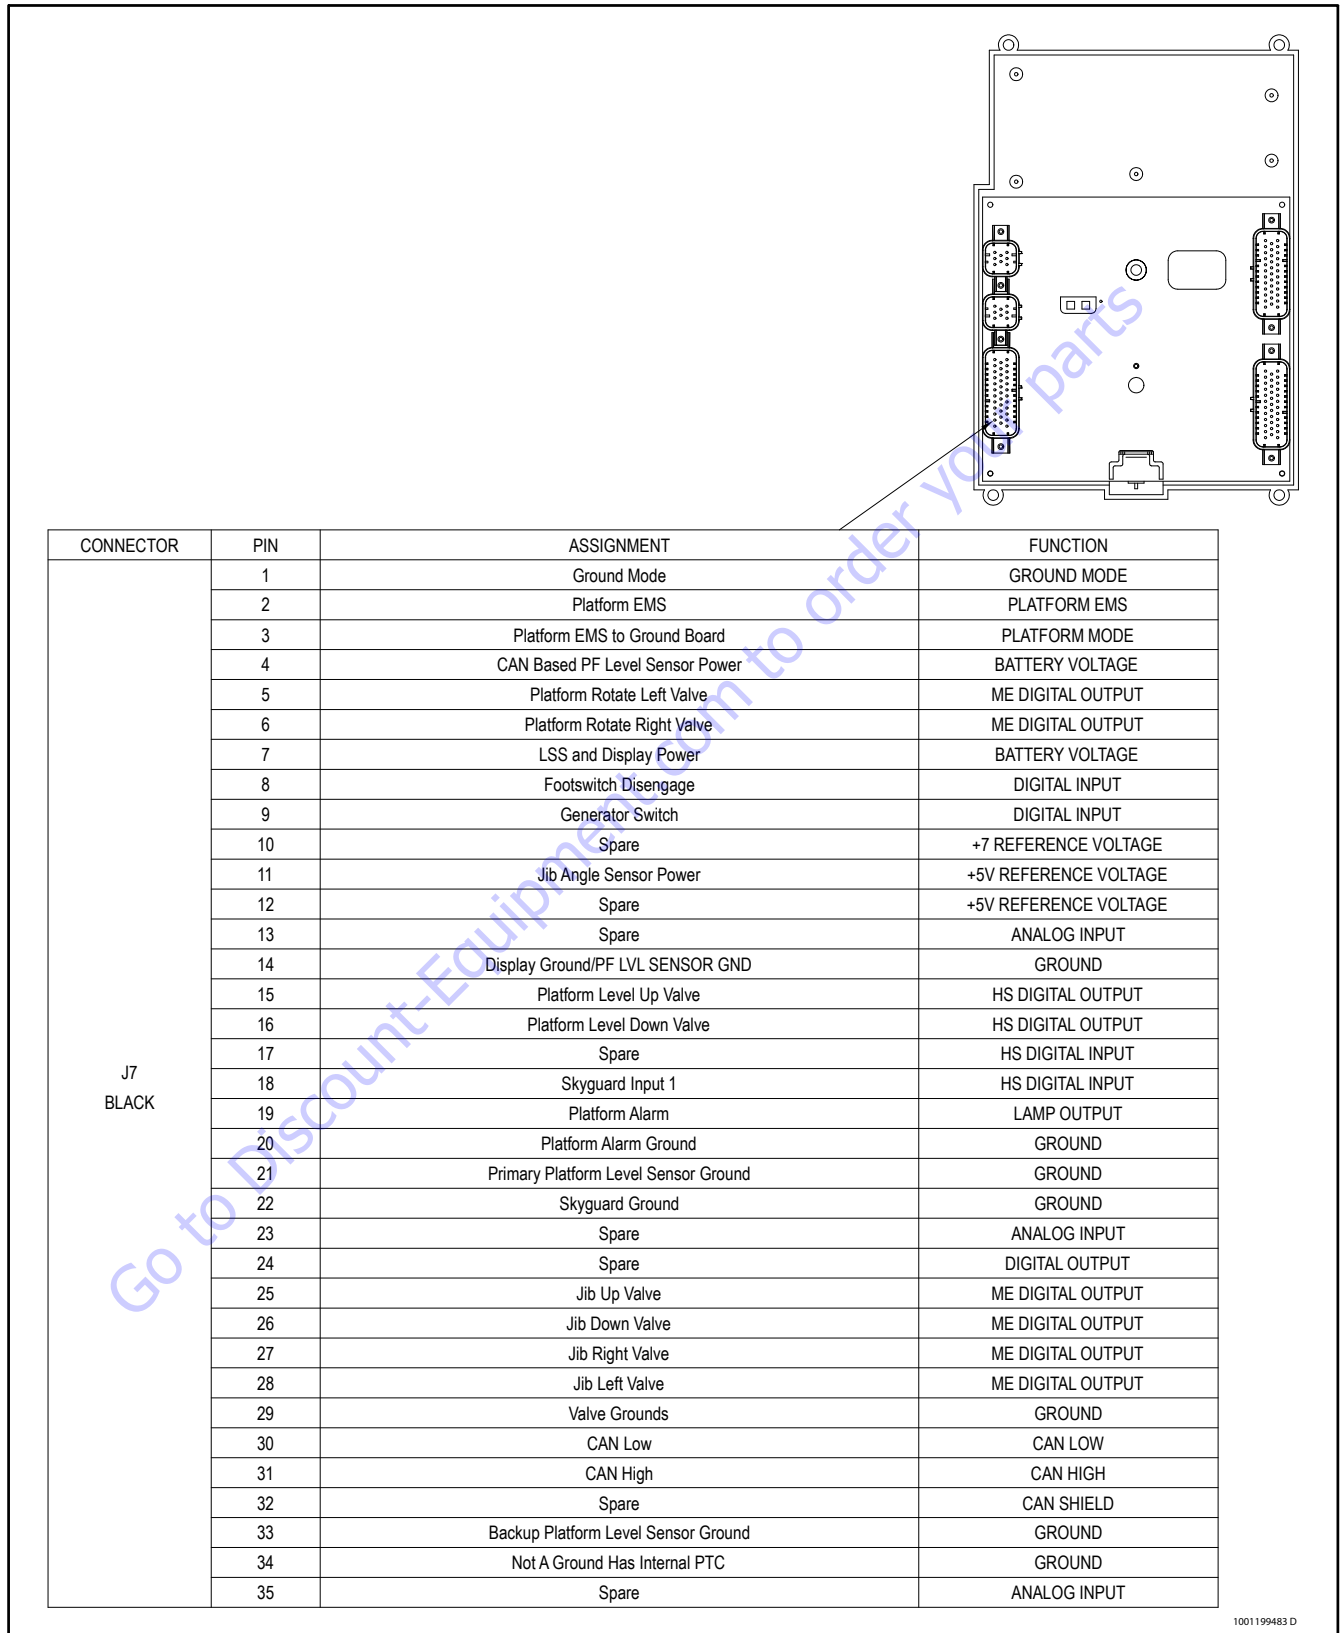 CONNECTOR PIN ASSIGNMENT FUNCTION
J7
BLACK
1 Ground Mode GROUND MODE
2 Platform EMS PLATFORM EMS
3 Platform EMS to Ground Board PLATFORM MODE
4 CAN Based PF Level Sensor Power BATTERY VOLTAGE
5 Platform Rotate Left Valve ME DIGITAL OUTPUT
6 Platform Rotate Right Valve ME DIGITAL OUTPUT
7 LSS and Display Power BATTERY VOLTAGE
8 Footswitch Disengage DIGITAL INPUT
9 Generator Switch DIGITAL INPUT
10 Spare +7 REFERENCE VOLTAGE
11 Jib Angle Sensor Power +5V REFERENCE VOLTAGE
12 Spare +5V REFERENCE VOLTAGE
13 Spare ANALOG INPUT
14 Display Ground/PF LVL SENSOR GND GROUND
15 Platform Level Up Valve HS DIGITAL OUTPUT
16 Platform Level Down Valve HS DIGITAL OUTPUT
17 Spare HS DIGITAL INPUT
18 Skyguard Input 1 HS DIGITAL INPUT
19 Platform Alarm LAMP OUTPUT
20 Platform Alarm Ground GROUND
21 Primary Platform Level Sensor Ground GROUND
22 Skyguard Ground GROUND
23 Spare ANALOG INPUT
24 Spare DIGITAL OUTPUT
25 Jib Up Valve ME DIGITAL OUTPUT
26 Jib Down Valve ME DIGITAL OUTPUT
27 Jib Right Valve ME DIGITAL OUTPUT
28 Jib Left Valve ME DIGITAL OUTPUT
29 Valve Grounds GROUND
30 CAN Low CAN LOW
31 CAN High CAN HIGH
32 Spare CAN SHIELD
33 Backup Platform Level Sensor Ground GROUND
34 Not A Ground Has Internal PTC GROUND
35 Spare ANALOG INPUT
1001199483 D
Go to Discount-Equipment.com to order your parts